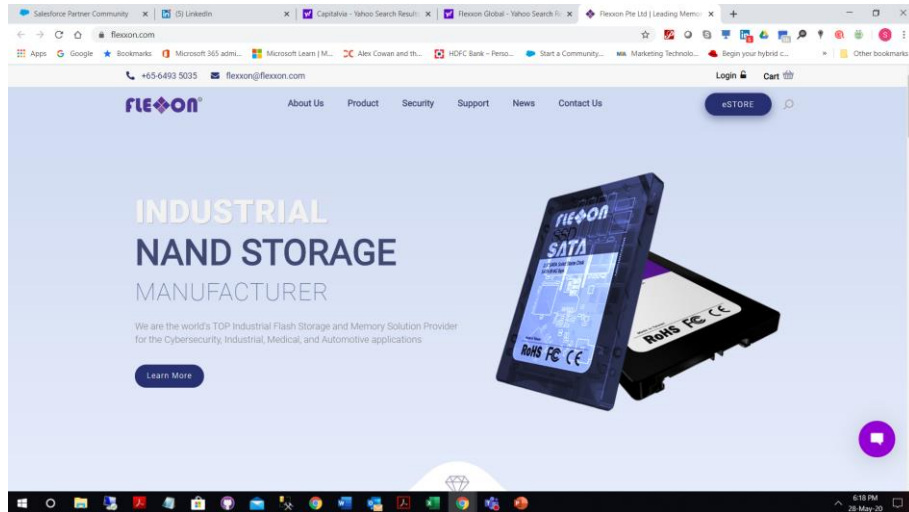 Salesforce Partner Community
(5) LinkedIn
Capitalvia - Yahoo Search Results
Flexxon Global - Yahoo Search Re
Flexxon Pte Ltd | Leading Memor
flexxon.com
Apps
Google
Bookmarks
Microsoft 365 admi...
Microsoft Learn | M...
Alex Cowan and th...
HDFC Bank – Perso...
Start a Community...
Marketing Technolo...
Begin your hybrid c...
»
Other bookmarks
+65-6493 5035
flexxon@flexxon.com
Login
Cart
FLEXXON®
About Us
Product
Security
Support
News
Contact Us
eSTORE
INDUSTRIAL
NAND STORAGE
MANUFACTURER
We are the world's TOP Industrial Flash Storage and Memory Solution Provider
for the Cybersecurity, Industrial, Medical, and Automotive applications
Learn More
FLEXXON
SSD
SATA
RoHS FC CE
RoHS FC CE
6:18 PM
28-May-20